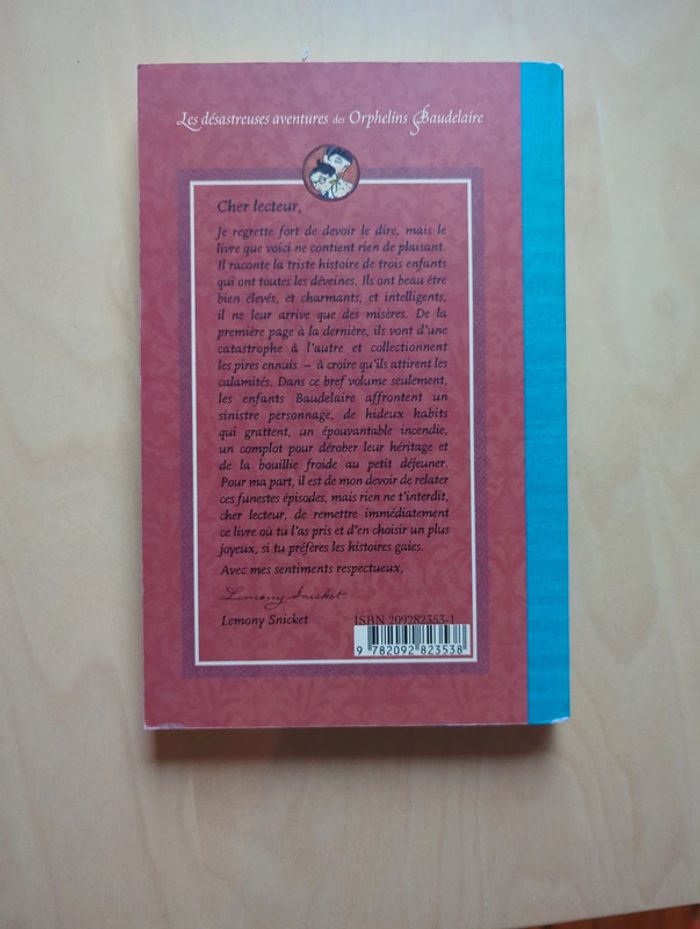 Les désastreuses aventures des Orphelins Baudelaire
Cher lecteur,
Je regrette fort de devoir le dire, mais le
livre que voici ne contient rien de plaisant.
Il raconte la triste histoire de trois enfants
qui ont toutes les déveines. Ils ont beau être
bien élevés, et charmants, et intelligents,
il ne leur arrive que des misères. De la
première page à la dernière, ils vont d'une
catastrophe à l'autre et collectionnent
les pires ennuis – à croire qu'ils attirent les
calamités. Dans ce bref volume seulement,
les enfants Baudelaire affrontent un
sinistre personnage, de hideux habits
qui grattent, un épouvantable incendie,
un complot pour dérober leur héritage et
de la bouillie froide au petit déjeuner.
Pour ma part, il est de mon devoir de relater
ces funestes épisodes, mais rien ne t'interdit,
cher lecteur, de remettre immédiatement
ce livre où tu l'as pris et d'en choisir un plus
joyeux, si tu préfères les histoires gaies.
Avec mes sentiments respectueux,
Lemony Snicket
Lemony Snicket
ISBN 209282353-1
9 782092 823538